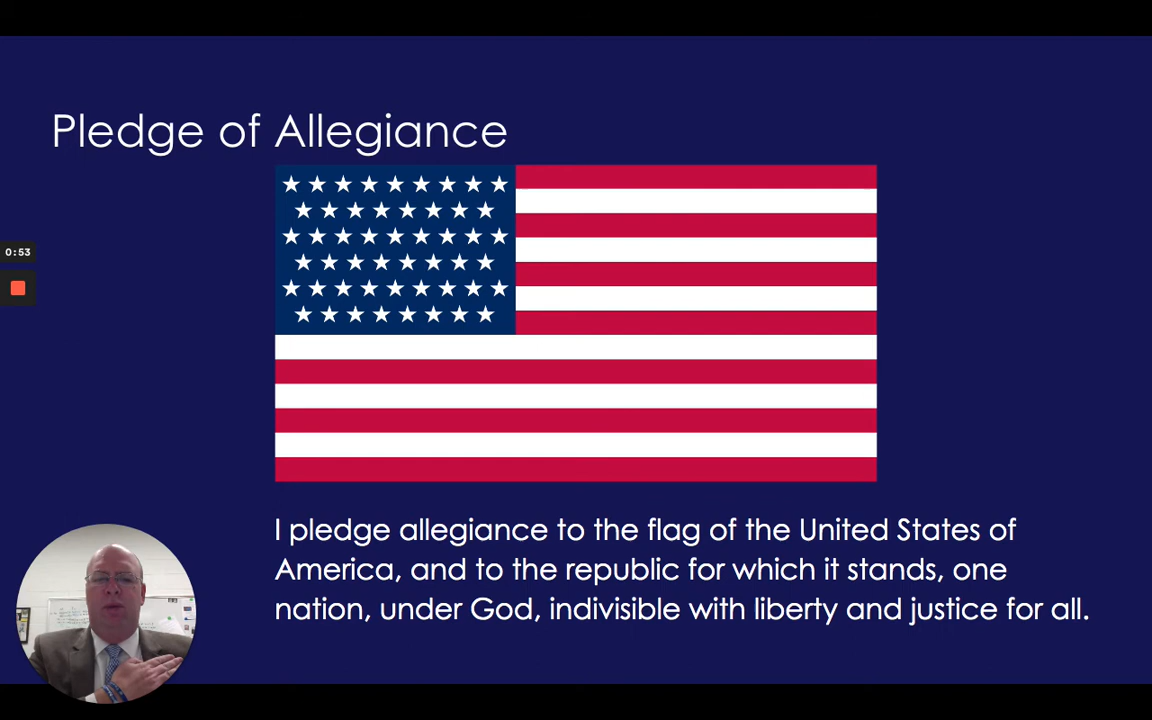 Pledge of Allegiance
0:53
I pledge allegiance to the flag of the United States of
America, and to the republic for which it stands, one
nation, under God, indivisible with liberty and justice for all.